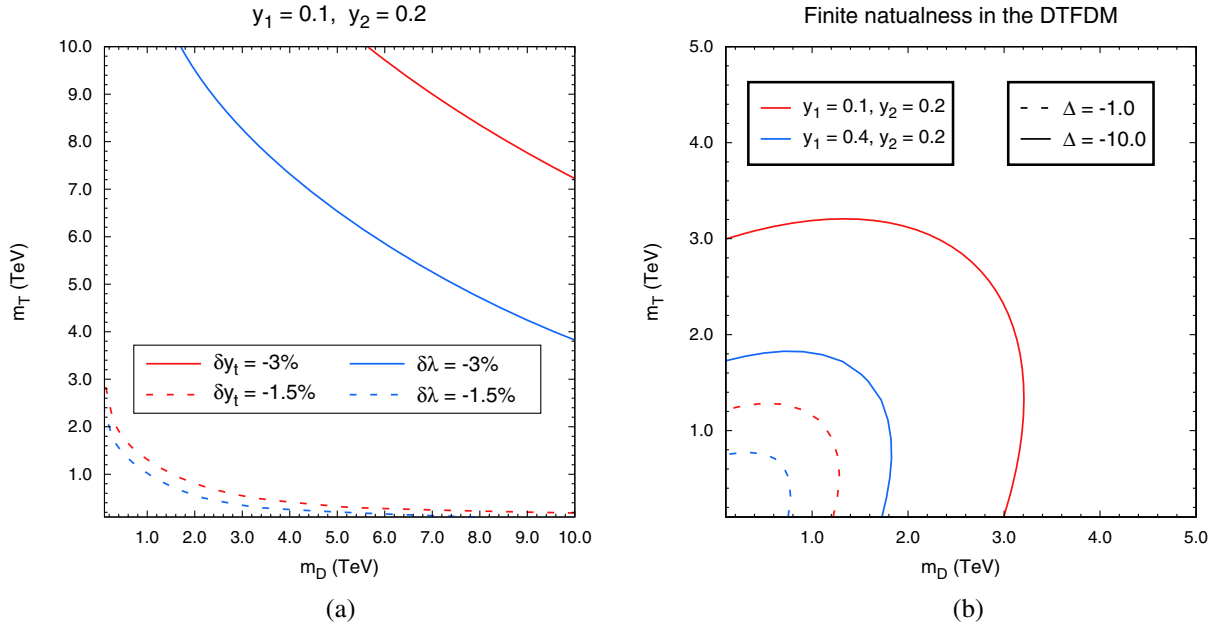 y1 = 0.1, y2 = 0.2
10.0
9.0
8.0
7.0
6.0
5.0
4.0
3.0
2.0
1.0
mT (TeV)
δyt = -3% δλ = -3%
δyt = -1.5% δλ = -1.5%
1.0 2.0 3.0 4.0 5.0 6.0 7.0 8.0 9.0 10.0
mD (TeV)
(a)
Finite natualness in the DTFDM
5.0
4.0
3.0
2.0
1.0
mT (TeV)
y1 = 0.1, y2 = 0.2
y1 = 0.4, y2 = 0.2
Δ = -1.0
Δ = -10.0
1.0 2.0 3.0 4.0 5.0
mD (TeV)
(b)